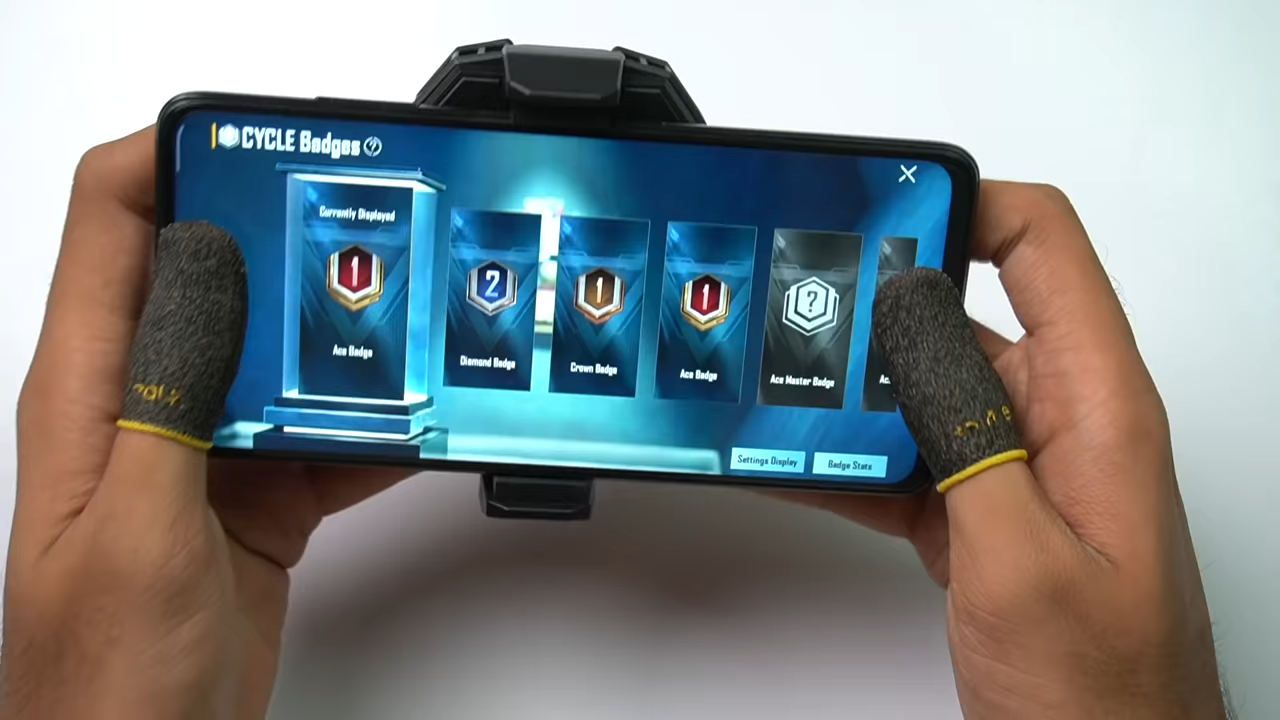 CYCLE Badges
Currently Displayed
1
Ace Badge
2
Diamond Badge
1
Crown Badge
1
Ace Badge
?
Ace Master Badge
Settings Display
Badge Stats